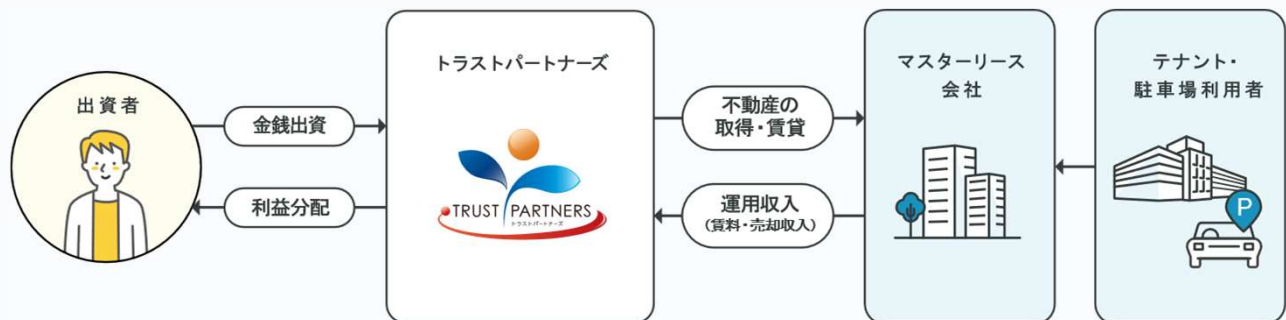 出資者
金銭出資
利益分配
トラストパートナーズ
TRUST PARTNERS
トラストパートナーズ
不動産の
取得・賃貸
運用収入
(賃料・売却収入)
マスターリース
会社
テナント・
駐車場利用者
P